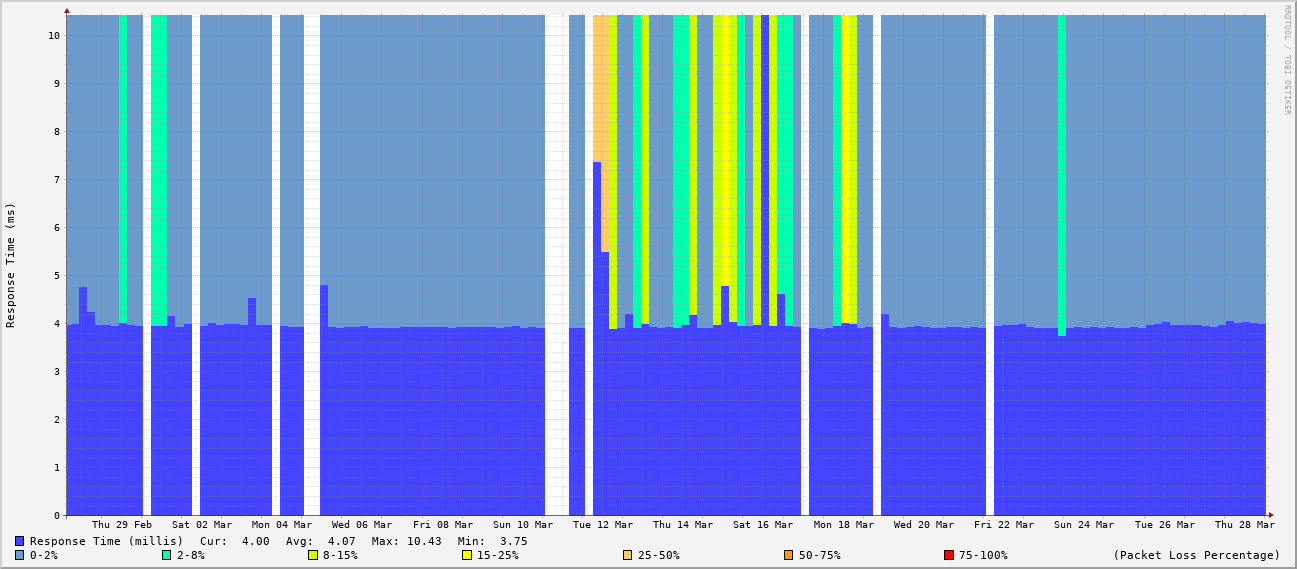 RRDTOOL / TOBI OETIKER
Response Time (ms)
10
9
8
7
6
5
4
3
2
1
0
Thu 29 Feb Sat 02 Mar Mon 04 Mar Wed 06 Mar Fri 08 Mar Sun 10 Mar Tue 12 Mar Thu 14 Mar Sat 16 Mar Mon 18 Mar Wed 20 Mar Fri 22 Mar Sun 24 Mar Tue 26 Mar Thu 28 Mar
Response Time (millis) Cur: 4.00 Avg: 4.07 Max: 10.43 Min: 3.75
0-2% 2-8% 8-15% 15-25% 25-50% 50-75% 75-100% (Packet Loss Percentage)